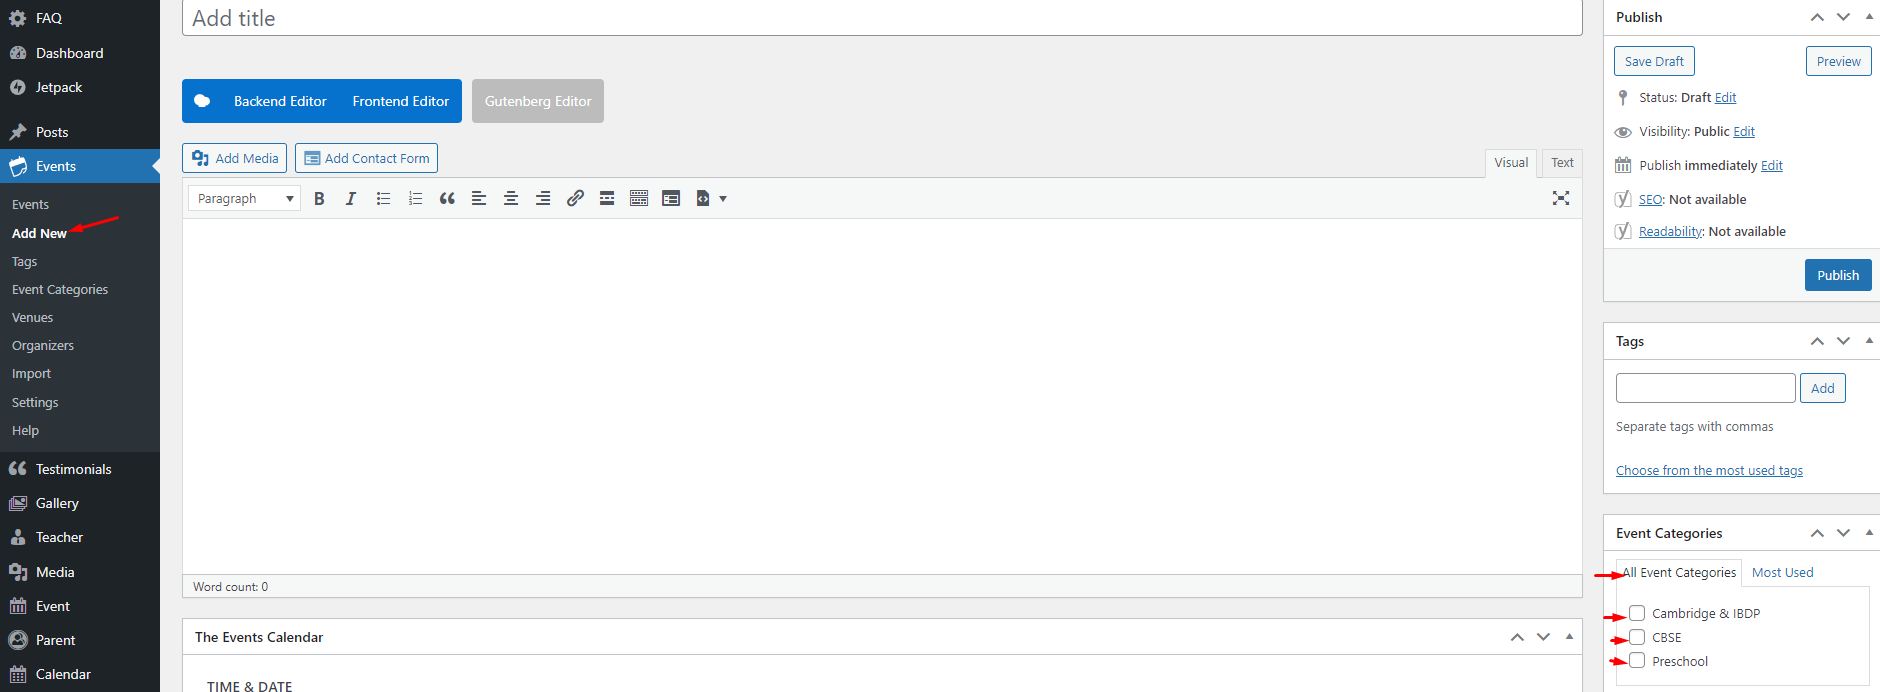 FAQ
Dashboard
Jetpack
Posts
Events
Events
Add New
Tags
Event Categories
Venues
Organizers
Import
Settings
Help
Testimonials
Gallery
Teacher
Media
Event
Parent
Calendar
Add title
Backend Editor Frontend Editor Gutenberg Editor
Add Media Add Contact Form
Visual Text
Paragraph B I
Word count: 0
The Events Calendar
TIME & DATE
Publish
Save Draft Preview
Status: Draft Edit
Visibility: Public Edit
Publish immediately Edit
SEO: Not available
Readability: Not available
Publish
Tags
Add
Separate tags with commas
Choose from the most used tags
Event Categories
All Event Categories Most Used
Cambridge & IBDP
CBSE
Preschool